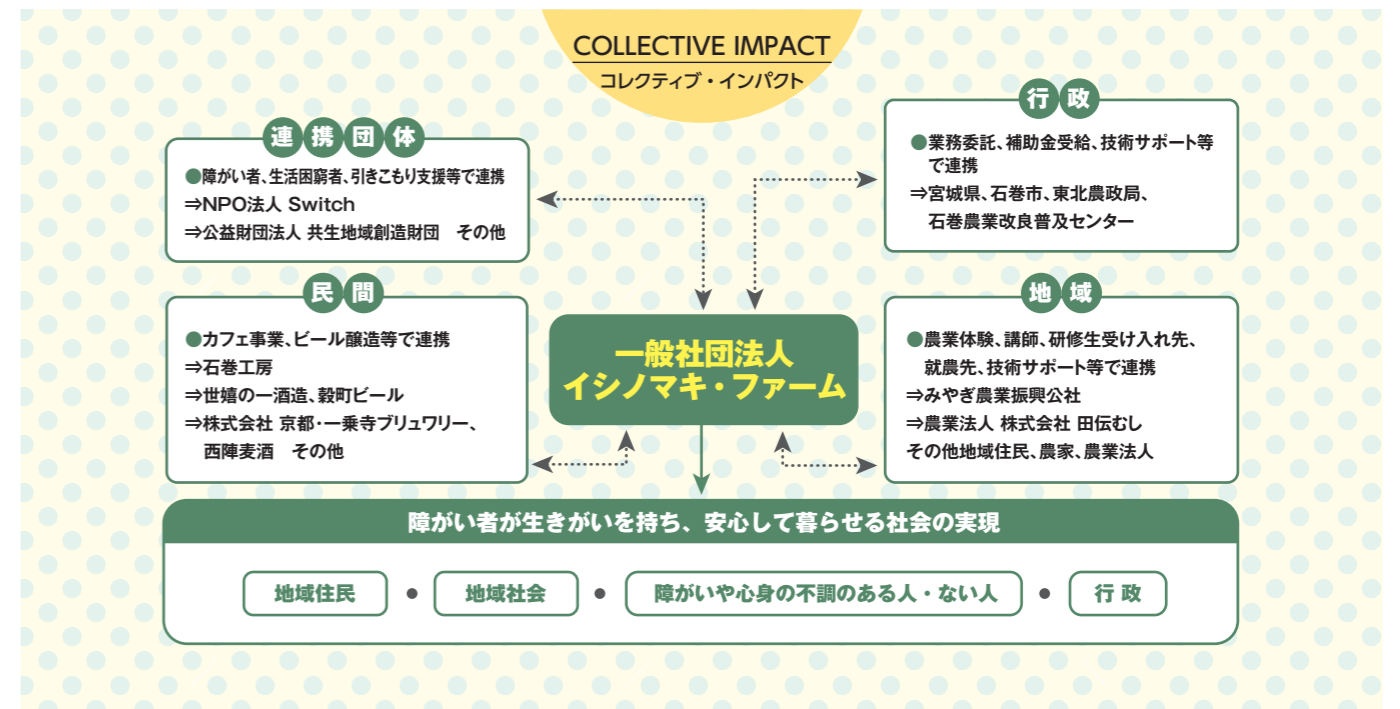 COLLECTIVE IMPACT
コレクティブ・インパクト
連携団体
●障がい者、生活困窮者、引きこもり支援等で連携
⇒NPO法人 Switch
⇒公益財団法人 共生地域創造財団　その他
行政
●業務委託、補助金受給、技術サポート等
で連携
⇒宮城県、石巻市、東北農政局、
石巻農業改良普及センター
民間
●カフェ事業、ビール醸造等で連携
⇒石巻工房
⇒世嬉の一酒造、穀町ビール
⇒株式会社 京都・一乗寺ブリュワリー、
西陣麦酒　その他
一般社団法人
イシノマキ・ファーム
地域
●農業体験、講師、研修生受け入れ先、
就農先、技術サポート等で連携
⇒みやぎ農業振興公社
⇒農業法人 株式会社 田伝むし
その他地域住民、農家、農業法人
障がい者が生きがいを持ち、安心して暮らせる社会の実現
地域住民 ● 地域社会 ● 障がいや心身の不調のある人・ない人 ● 行政